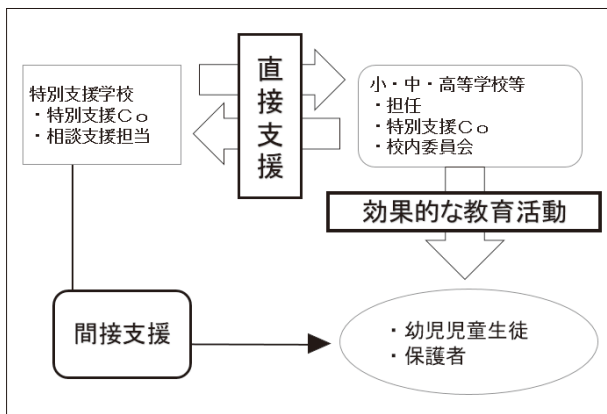 特別支援学校
・特別支援Ｃｏ
・相談支援担当
直接支援
小・中・高等学校等
・担任
・特別支援Ｃｏ
・校内委員会
効果的な教育活動
間接支援
・幼児児童生徒
・保護者